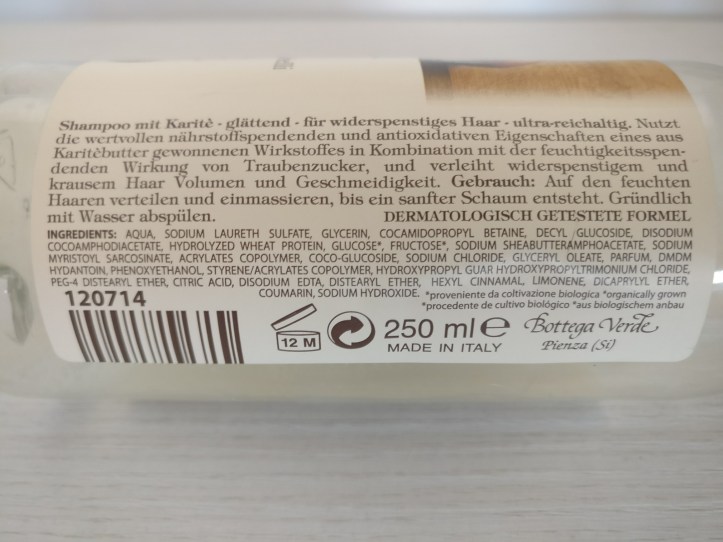 Shampoo mit Karitè - glättend - für widerspenstiges Haar - ultra-reichaltig. Nutzt
die wertvollen nährstoffspendenden und antioxidativen Eigenschaften eines aus
Karitèbutter gewonnenen Wirkstoffes in Kombination mit der feuchtigkeitsspen-
denden Wirkung von Traubenzucker, und verleiht widerspenstigem und
krausem Haar Volumen und Geschmeidigkeit. Gebrauch: Auf den feuchten
Haaren verteilen und einmassieren, bis ein sanfter Schaum entsteht. Gründlich
mit Wasser abspülen. DERMATOLOGISCH GETESTETE FORMEL
INGREDIENTS: AQUA, SODIUM LAURETH SULFATE, GLYCERIN, COCAMIDOPROPYL BETAINE, DECYL GLUCOSIDE, DISODIUM
COCOAMPHODIACETATE, HYDROLYZED WHEAT PROTEIN, GLUCOSE*, FRUCTOSE*, SODIUM SHEABUTTERAMPHOACETATE, SODIUM
MYRISTOYL SARCOSINATE, ACRYLATES COPOLYMER, COCO-GLUCOSIDE, SODIUM CHLORIDE, GLYCERYL OLEATE, PARFUM, DMDM
HYDANTOIN, PHENOXYETHANOL, STYRENE/ACRYLATES COPOLYMER, HYDROXYPROPYL GUAR HYDROXYPROPYLTRIMONIUM CHLORIDE,
PEG-4 DISTEARYL ETHER, CITRIC ACID, DISODIUM EDTA, DISTEARYL ETHER, HEXYL CINNAMAL, LIMONENE, DICAPRYLYL ETHER,
COUMARIN, SODIUM HYDROXIDE. *proveniente da coltivazione biologica *organically grown
*procedente de cultivo biológico *aus biologischem anbau
120714
12 M
250 ml e
MADE IN ITALY
Bottega Verde
Pienza (Si)